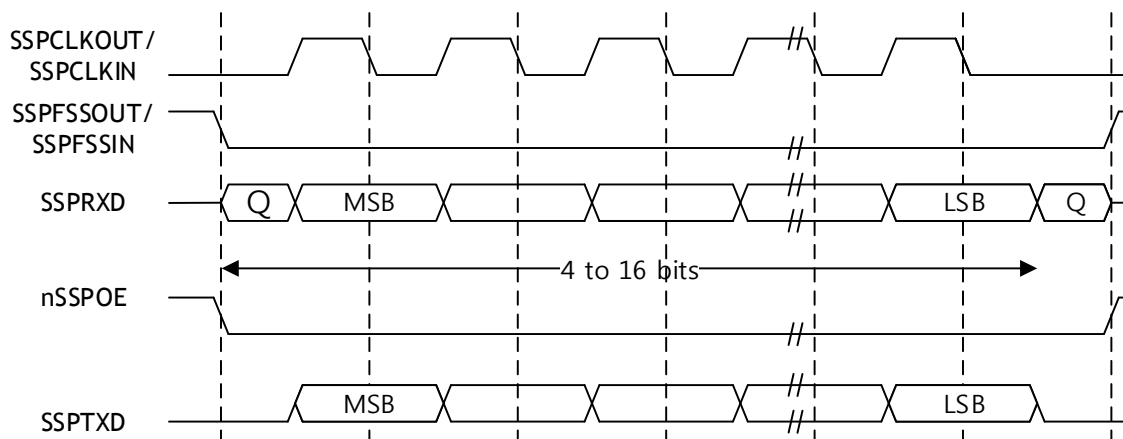 SSPCLKOUT/
SSPCLKIN
SSPFSSOUT/
SSPFSSIN
SSPRXD Q MSB LSB Q
4 to 16 bits
nSSPOE
SSPTXD MSB LSB